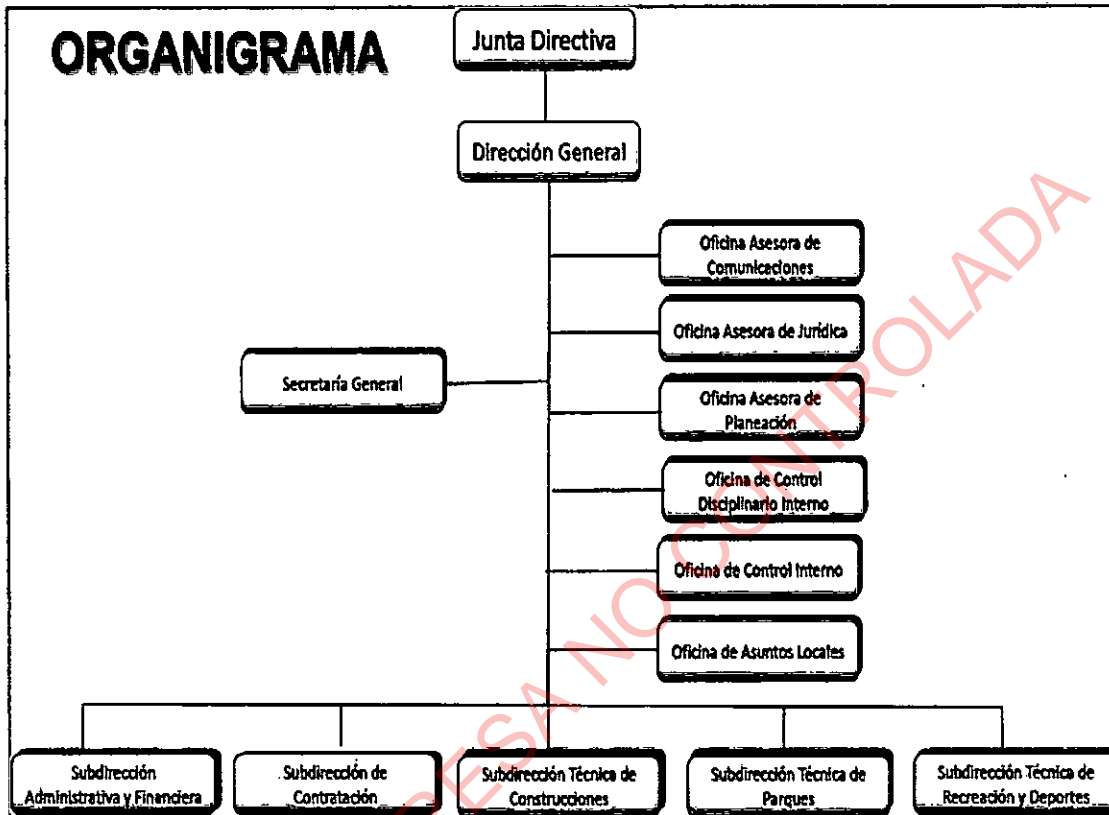 ORGANIGRAMA
Junta Directiva
Dirección General
Oficina Asesora de
Comunicaciones
Oficina Asesora de Jurídica
Secretaría General
Oficina Asesora de
Planeación
Oficina de Control
Disciplinario Interno
Oficina de Control Interno
Oficina de Asuntos Locales
Subdirección
Administrativa y Financiera
Subdirección de
Contratación
Subdirección Técnica de
Construcciones
Subdirección Técnica de
Parques
Subdirección Técnica de
Recreación y Deportes
RESA NO CONTROLADA